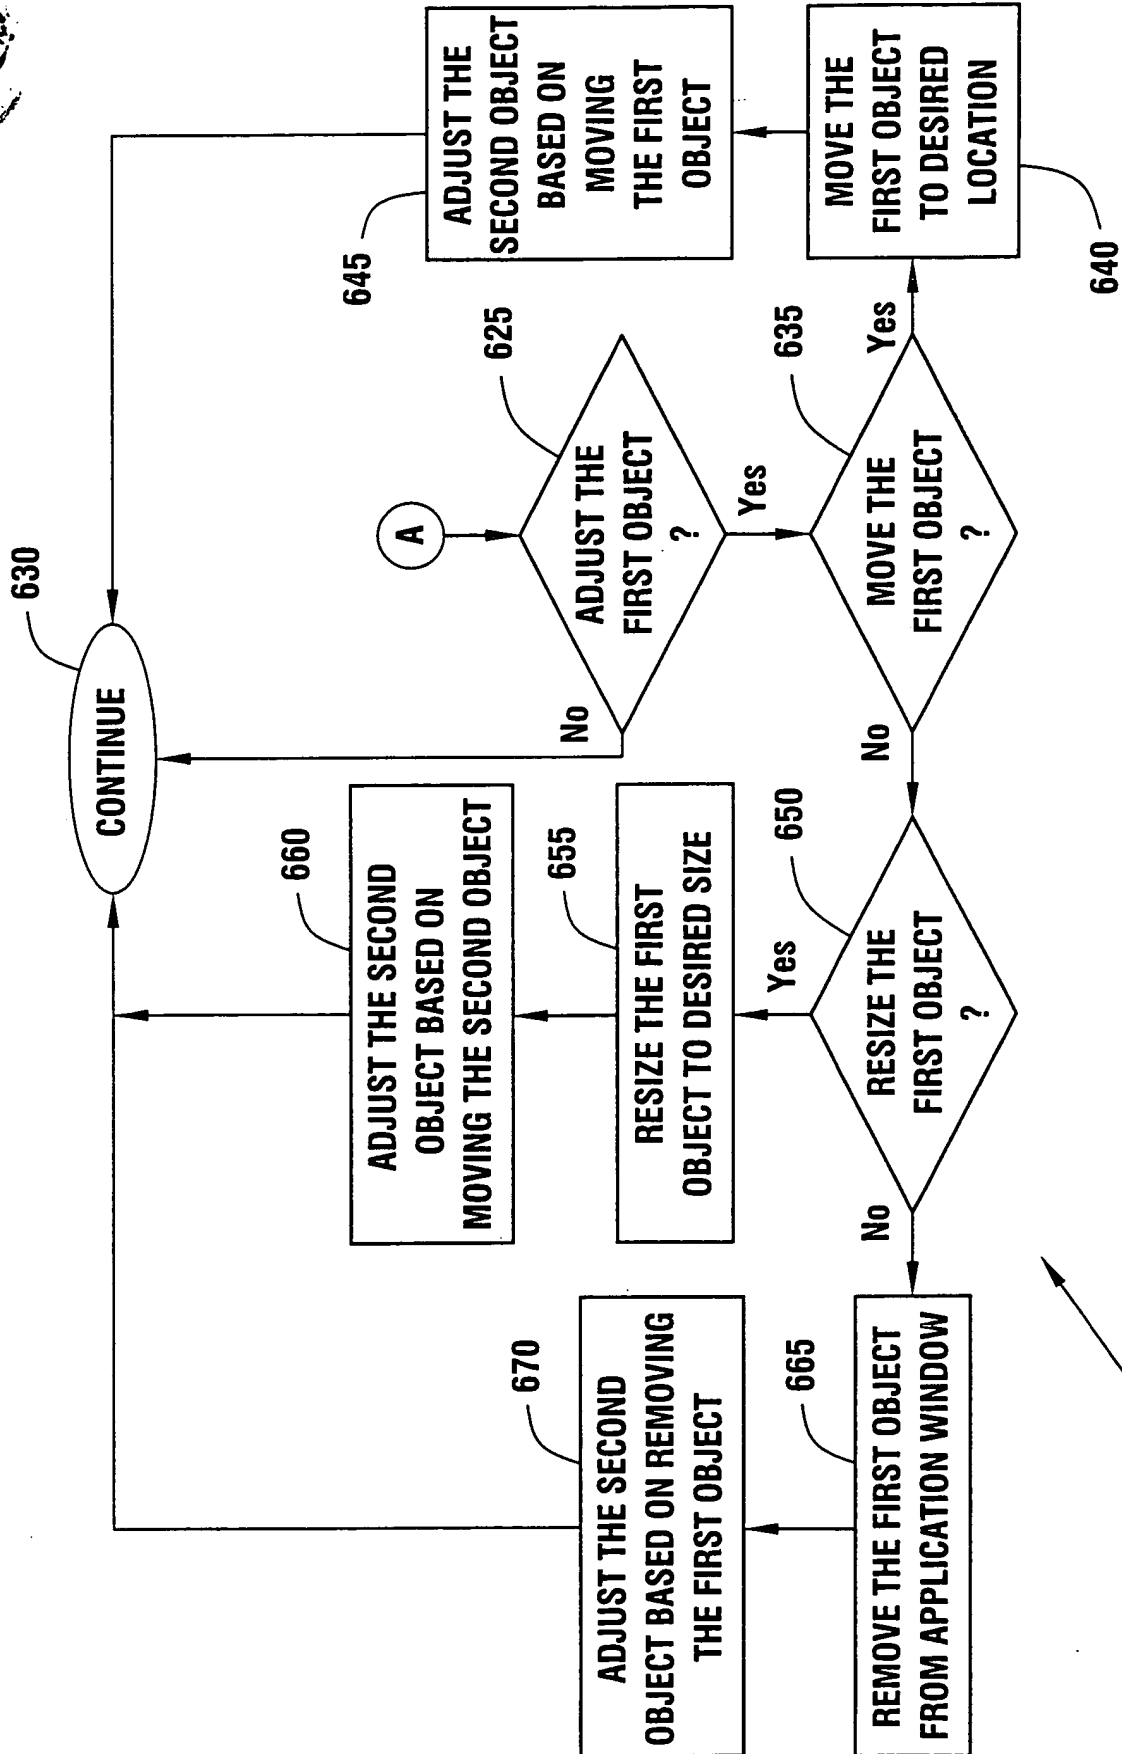 A
625
ADJUST THE
FIRST OBJECT
?
No
Yes
630
CONTINUE
635
MOVE THE
FIRST OBJECT
?
Yes
No
640
MOVE THE
FIRST OBJECT
TO DESIRED
LOCATION
645
ADJUST THE
SECOND OBJECT
BASED ON
MOVING
THE FIRST
OBJECT
650
RESIZE THE
FIRST OBJECT
?
Yes
No
655
RESIZE THE FIRST
OBJECT TO DESIRED SIZE
660
ADJUST THE SECOND
OBJECT BASED ON
MOVING THE SECOND OBJECT
665
REMOVE THE FIRST OBJECT
FROM APPLICATION WINDOW
670
ADJUST THE SECOND
OBJECT BASED ON REMOVING
THE FIRST OBJECT